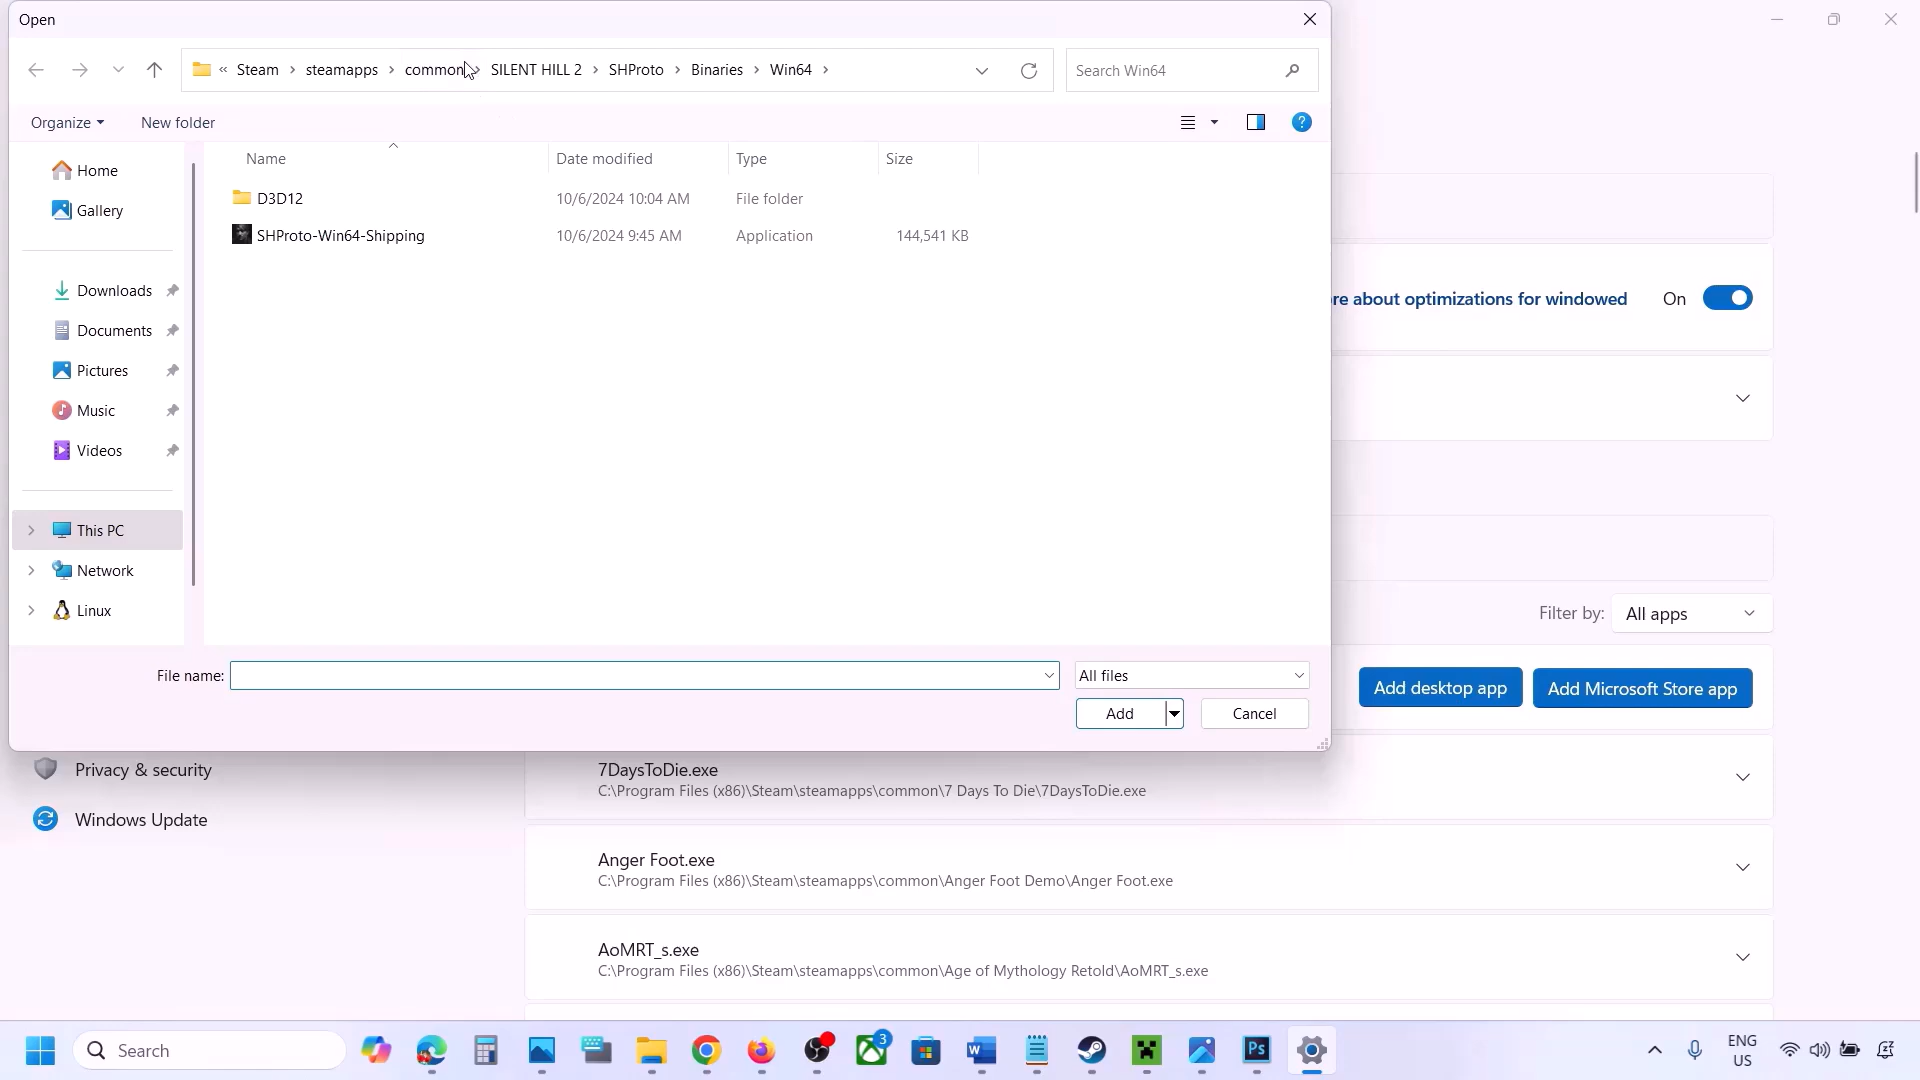 Open
« Steam > steamapps > common > SILENT HILL 2 > SHProto > Binaries > Win64 >
Search Win64
Organize
New folder
Name
Date modified
Type
Size
Home
Gallery
Downloads
Documents
Pictures
Music
Videos
This PC
Network
Linux
D3D12
10/6/2024 10:04 AM
File folder
SHProto-Win64-Shipping
10/6/2024 9:45 AM
Application
144,541 KB
File name:
All files
Add
Cancel
re about optimizations for windowed
On
Filter by:
All apps
Add desktop app
Add Microsoft Store app
Privacy & security
Windows Update
7DaysToDie.exe
C:\Program Files (x86)\Steam\steamapps\common\7 Days To Die\7DaysToDie.exe
Anger Foot.exe
C:\Program Files (x86)\Steam\steamapps\common\Anger Foot Demo\Anger Foot.exe
AoMRT_s.exe
C:\Program Files (x86)\Steam\steamapps\common\Age of Mythology Retold\AoMRT_s.exe
Search
3
W
Ps
ENG
US